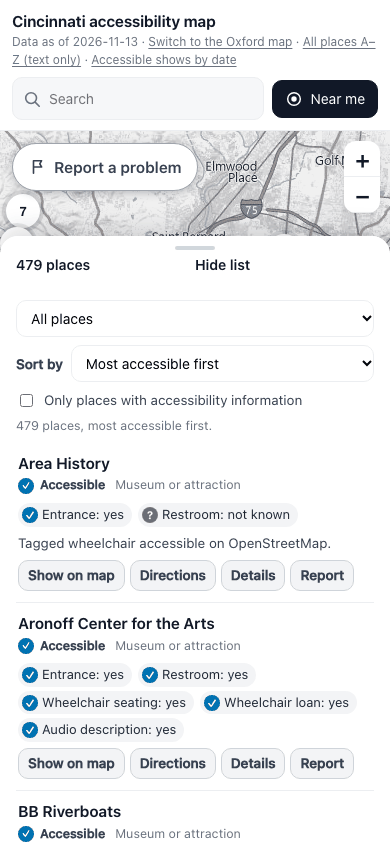 Cincinnati accessibility map
Data as of 2026-11-13 · Switch to the Oxford map · All places A–
Z (text only) · Accessible shows by date
Search
Near me
Report a problem
Elmwood
Place
75
7
+
−
479 places
Hide list
All places
Sort by
Most accessible first
Only places with accessibility information
479 places, most accessible first.
Area History
Accessible Museum or attraction
Entrance: yes
? Restroom: not known
Tagged wheelchair accessible on OpenStreetMap.
Show on map
Directions
Details
Report
Aronoff Center for the Arts
Accessible Museum or attraction
Entrance: yes
Restroom: yes
Wheelchair seating: yes
Wheelchair loan: yes
Audio description: yes
Show on map
Directions
Details
Report
BB Riverboats
Accessible Museum or attraction